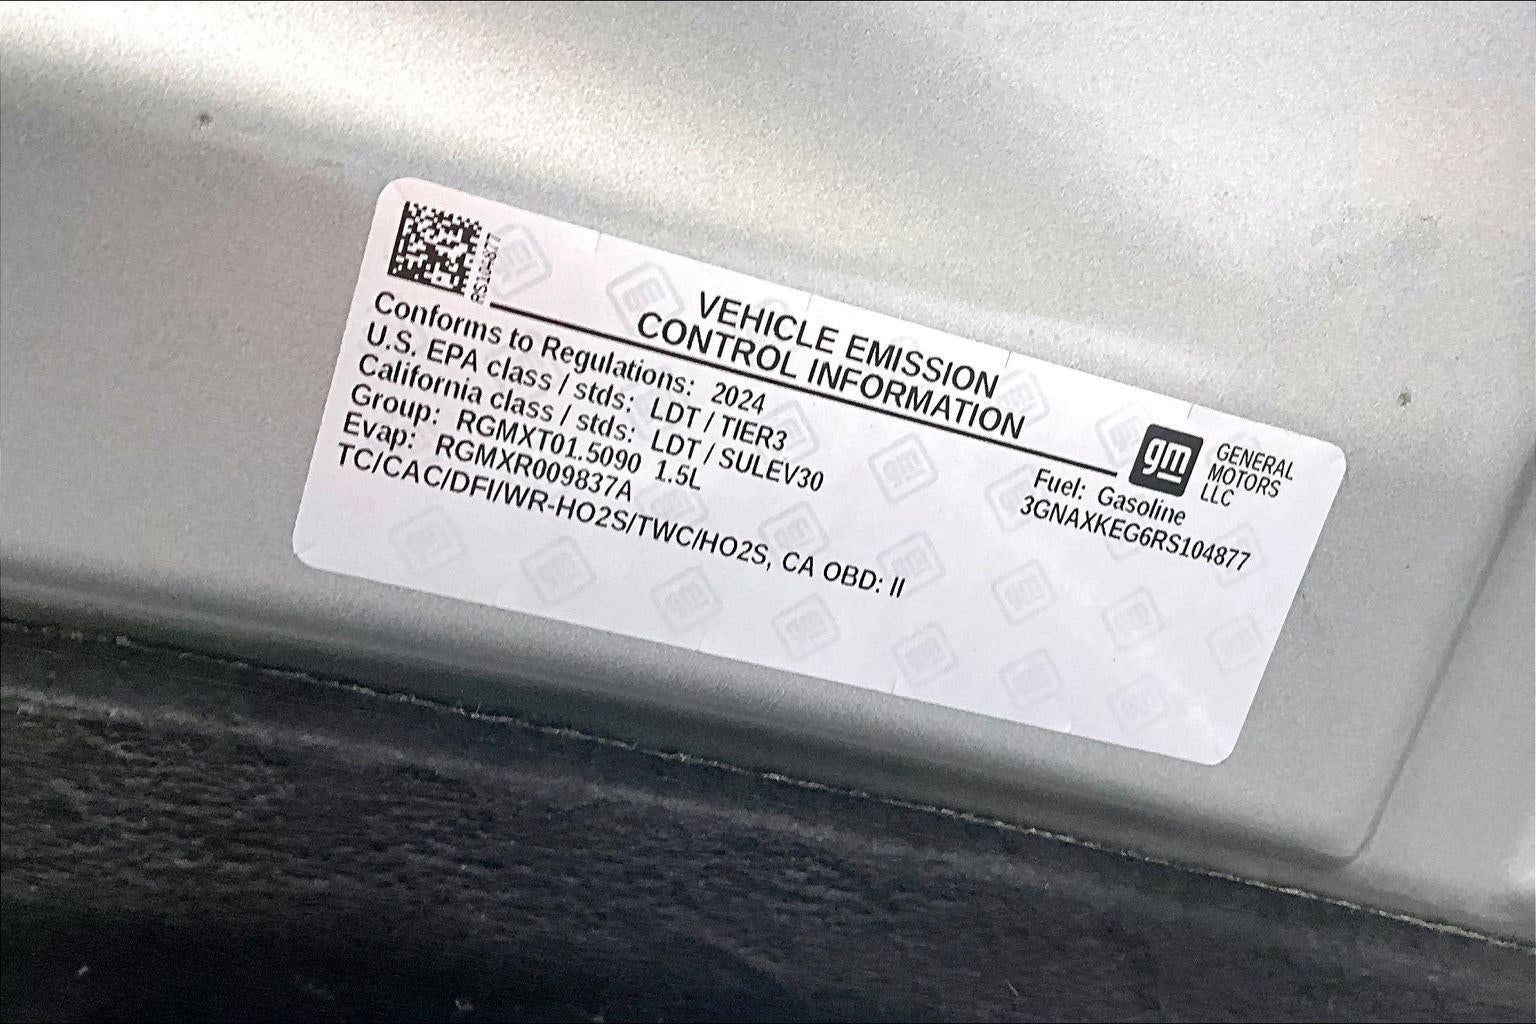 RS104877
VEHICLE EMISSION
CONTROL INFORMATION
gm
GENERAL
MOTORS
LLC
Conforms to Regulations: 2024
U.S. EPA class / stds: LDT / TIER3
California class / stds: LDT / SULEV30
Group: RGMXT01.5090 1.5L
Evap: RGMXR009837A
TC/CAC/DFI/WR-HO2S/TWC/HO2S, CA OBD: II
Fuel: Gasoline
3GNAXKEG6RS104877